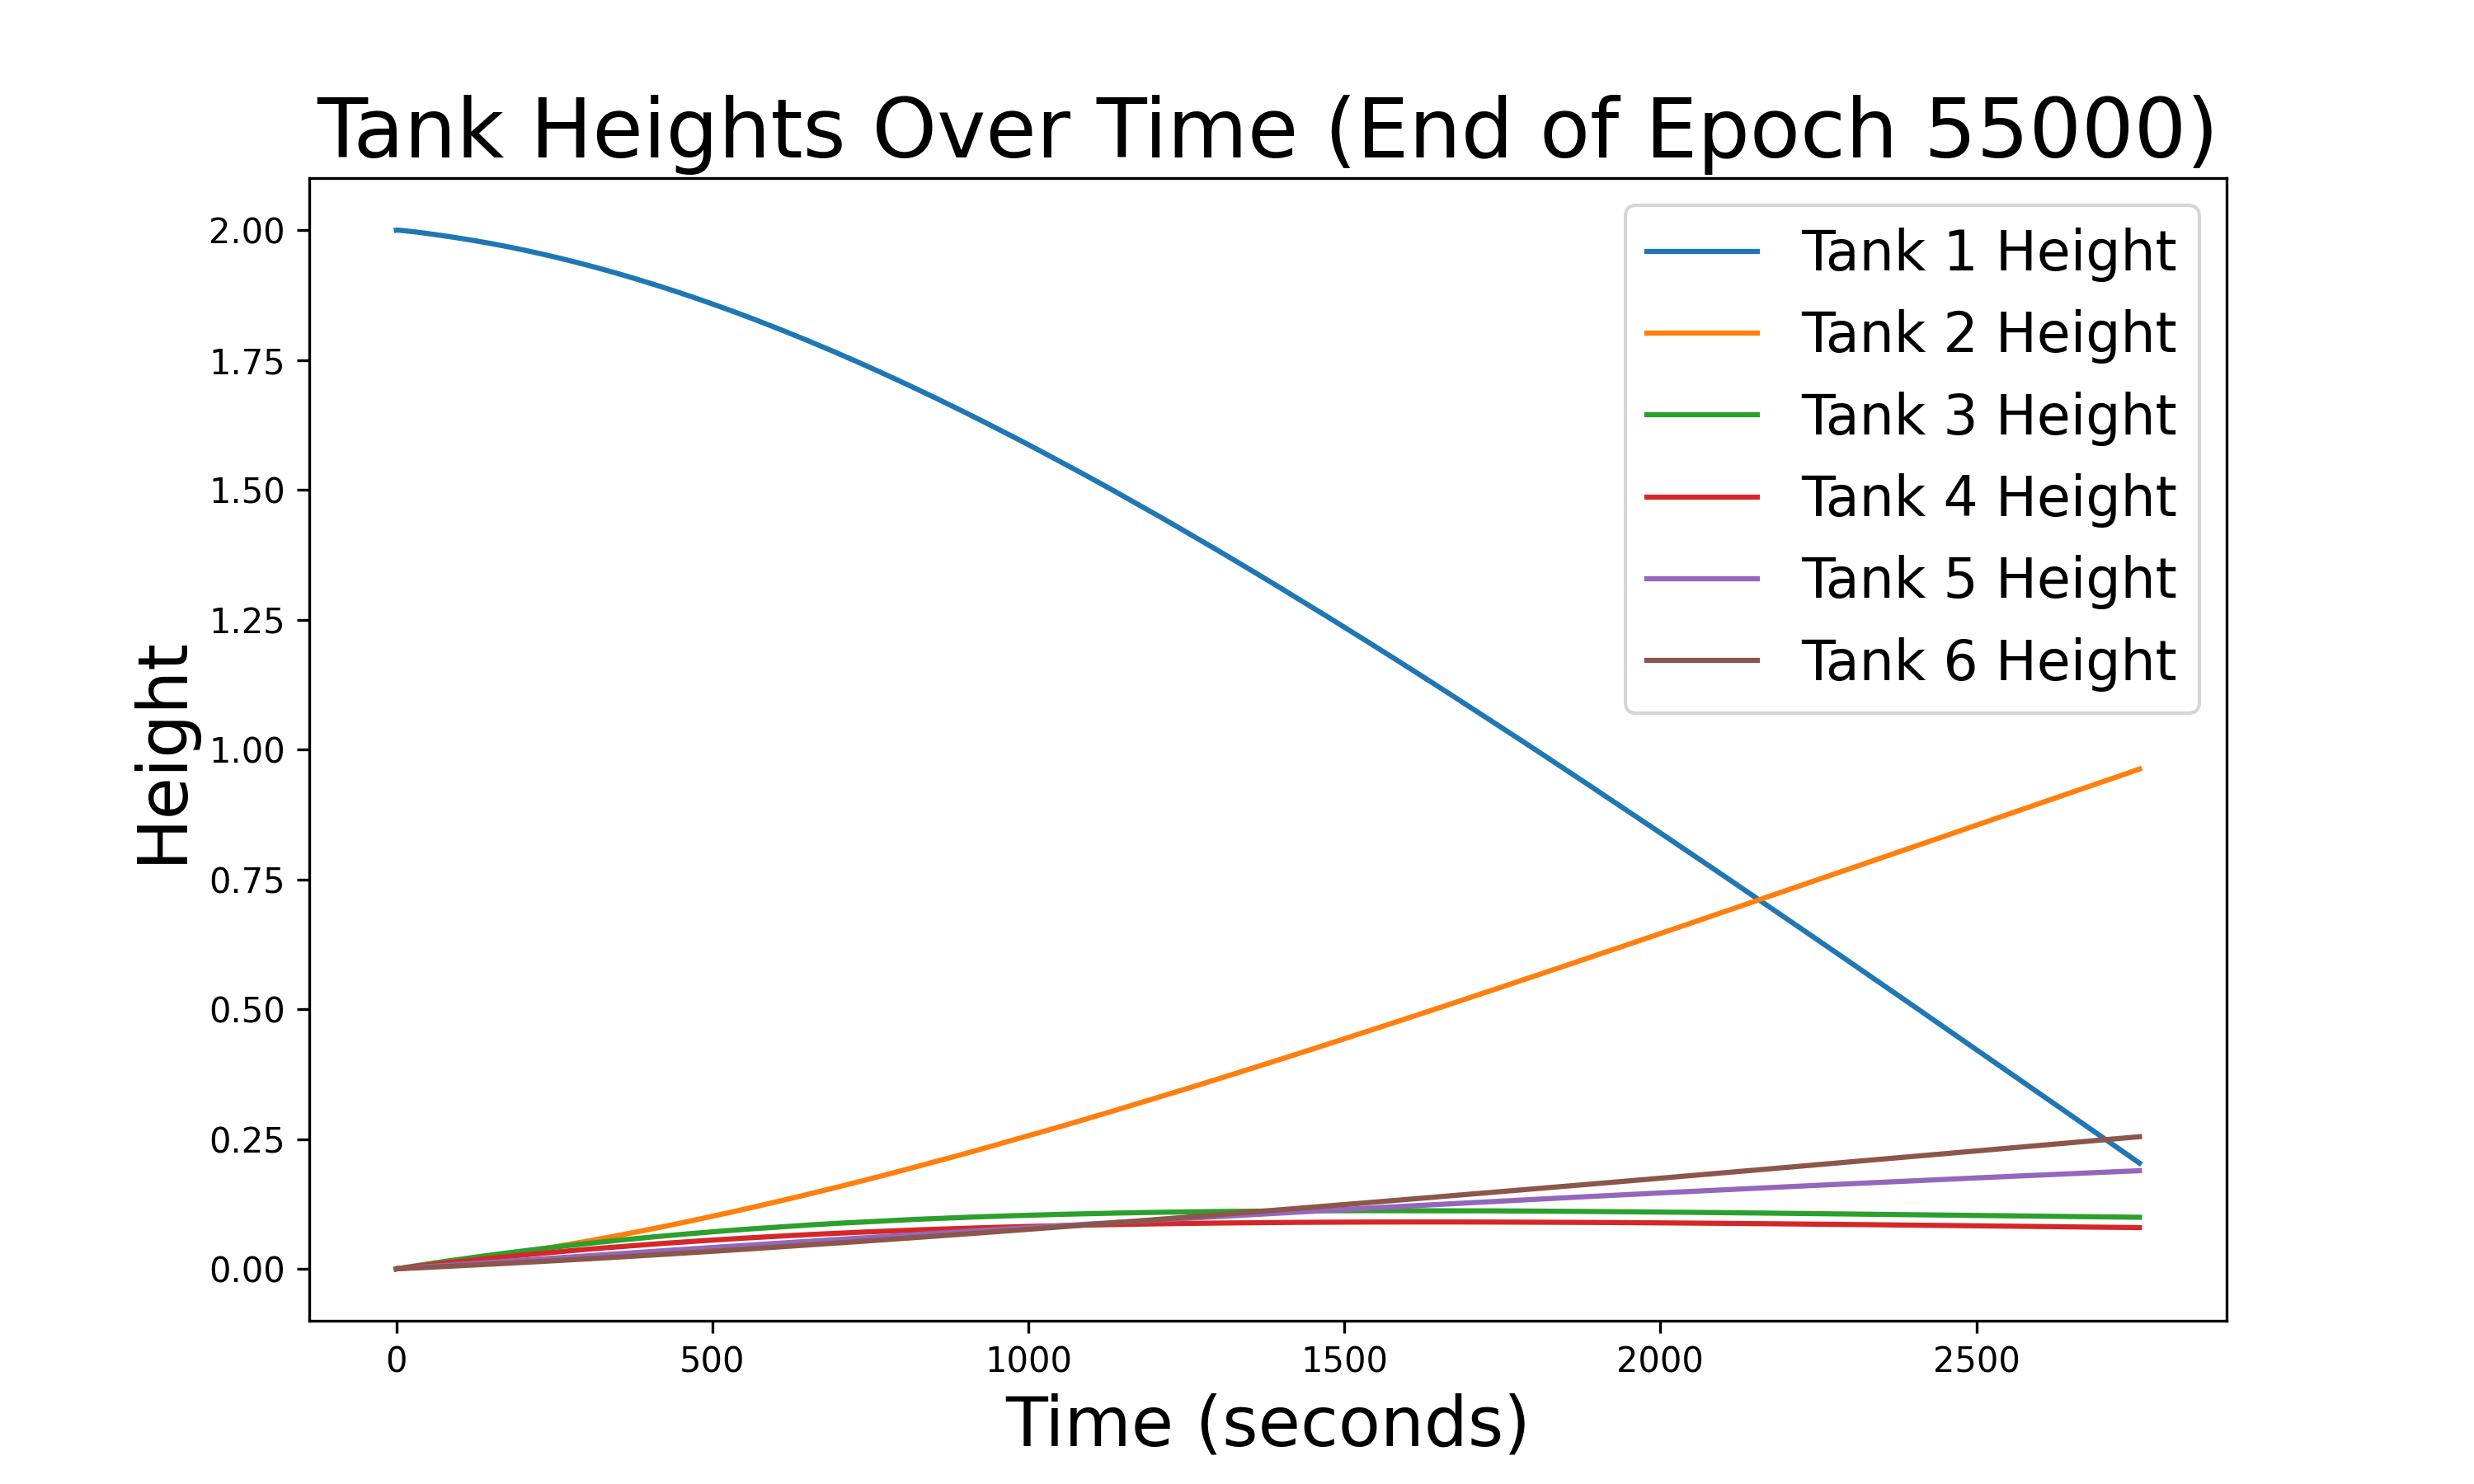 Tank Heights Over Time (End of Epoch 55000)
2.00
1.75
1.50
1.25
1.00
0.75
0.50
0.25
0.00
Height
Tank 1 Height
Tank 2 Height
Tank 3 Height
Tank 4 Height
Tank 5 Height
Tank 6 Height
0 500 1000 1500 2000 2500
Time (seconds)